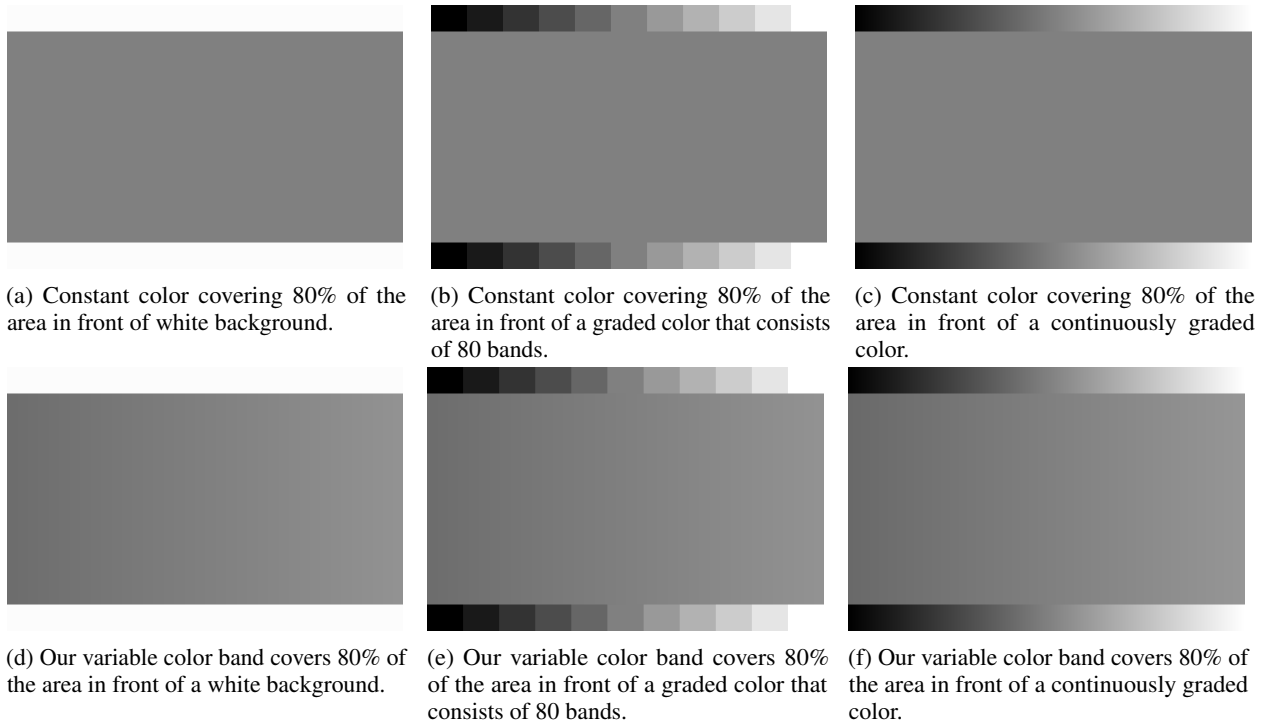 (a) Constant color covering 80% of the
area in front of white background.
(b) Constant color covering 80% of the
area in front of a graded color that consists
of 80 bands.
(c) Constant color covering 80% of the
area in front of a continuously graded
color.
(d) Our variable color band covers 80% of
the area in front of a white background.
(e) Our variable color band covers 80%
of the area in front of a graded color that
consists of 80 bands.
(f) Our variable color band covers 80% of
the area in front of a continuously graded
color.